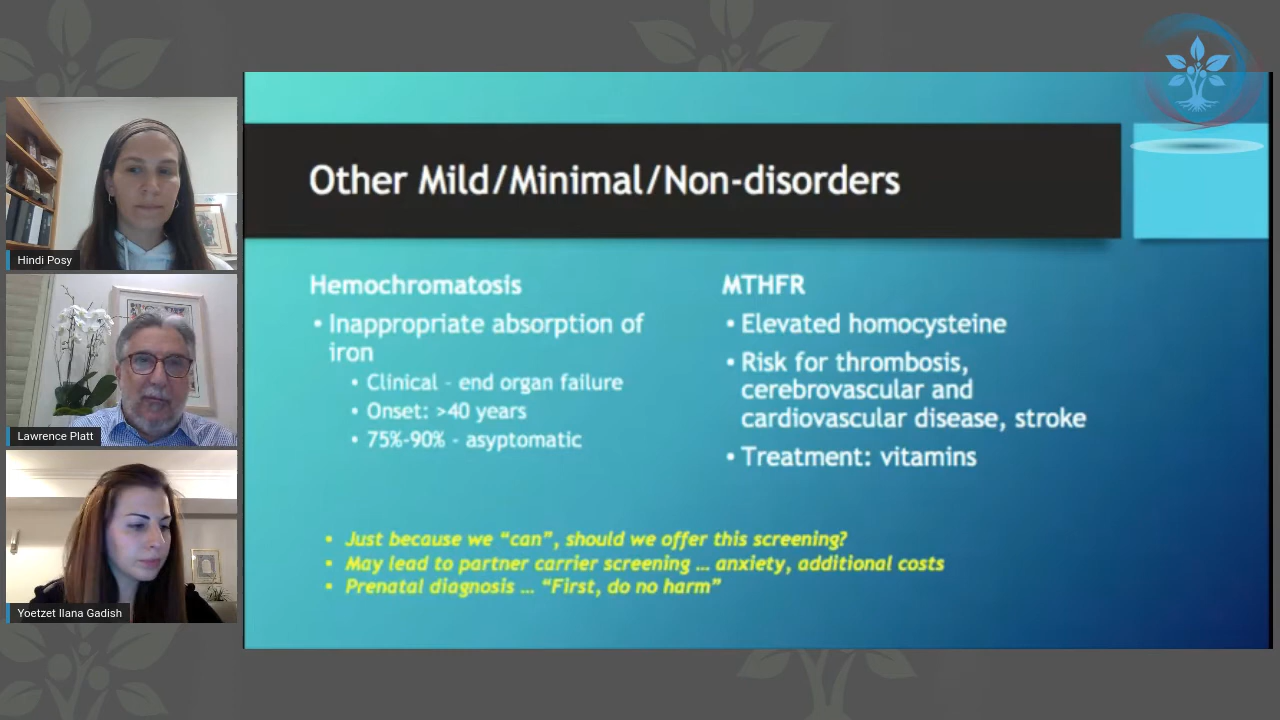 Hindi Posy
Lawrence Platt
Yoetzet Ilana Gadish
Other Mild/Minimal/Non-disorders
Hemochromatosis
• Inappropriate absorption of
iron
• Clinical - end organ failure
• Onset: >40 years
• 75%-90% - asyptomatic
MTHFR
• Elevated homocysteine
• Risk for thrombosis,
cerebrovascular and
cardiovascular disease, stroke
• Treatment: vitamins
• Just because we “can”, should we offer this screening?
• May lead to partner carrier screening … anxiety, additional costs
• Prenatal diagnosis … “First, do no harm”